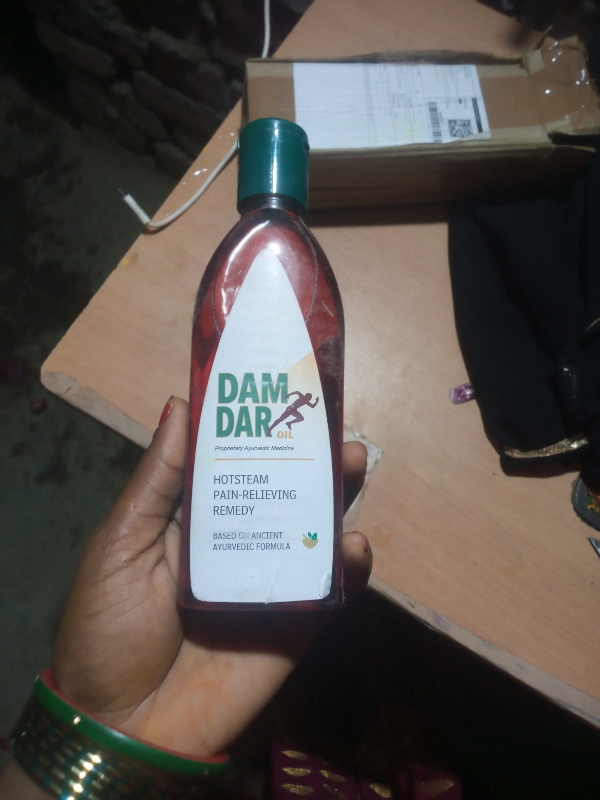 DAM
DAR
OIL
Proprietary Ayurvedic Medicine
HOTSTEAM
PAIN-RELIEVING
REMEDY
BASED ON ANCIENT
AYURVEDIC FORMULA